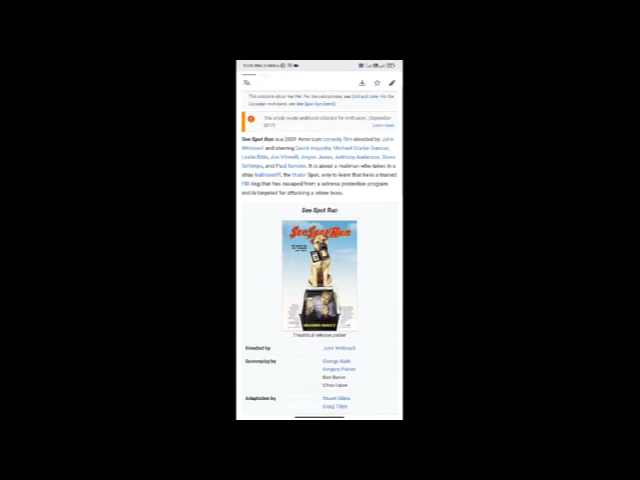 See Spot Run is a 2001 American comedy film directed by John
Whitesell and starring David Arquette, Michael Clarke Duncan,
Leslie Bibb, Joe Viterelli, Angus Jones, Anthony Anderson, Steve
Schirripa, and Paul Sorvino. It is about a mailman who takes in a
stray bullmastiff, the titular Spot, only to learn that he is a trained
FBI dog that has escaped from a witness protection program
and is targeted for attacking a crime boss.
See Spot Run
See Spot Run
Theatrical release poster
Directed by John Whitesell
Screenplay by George Gallo
Gregory Poirier
Dan Baron
Chris Faber
Adaptation by Stuart Gibbs
Craig Titley